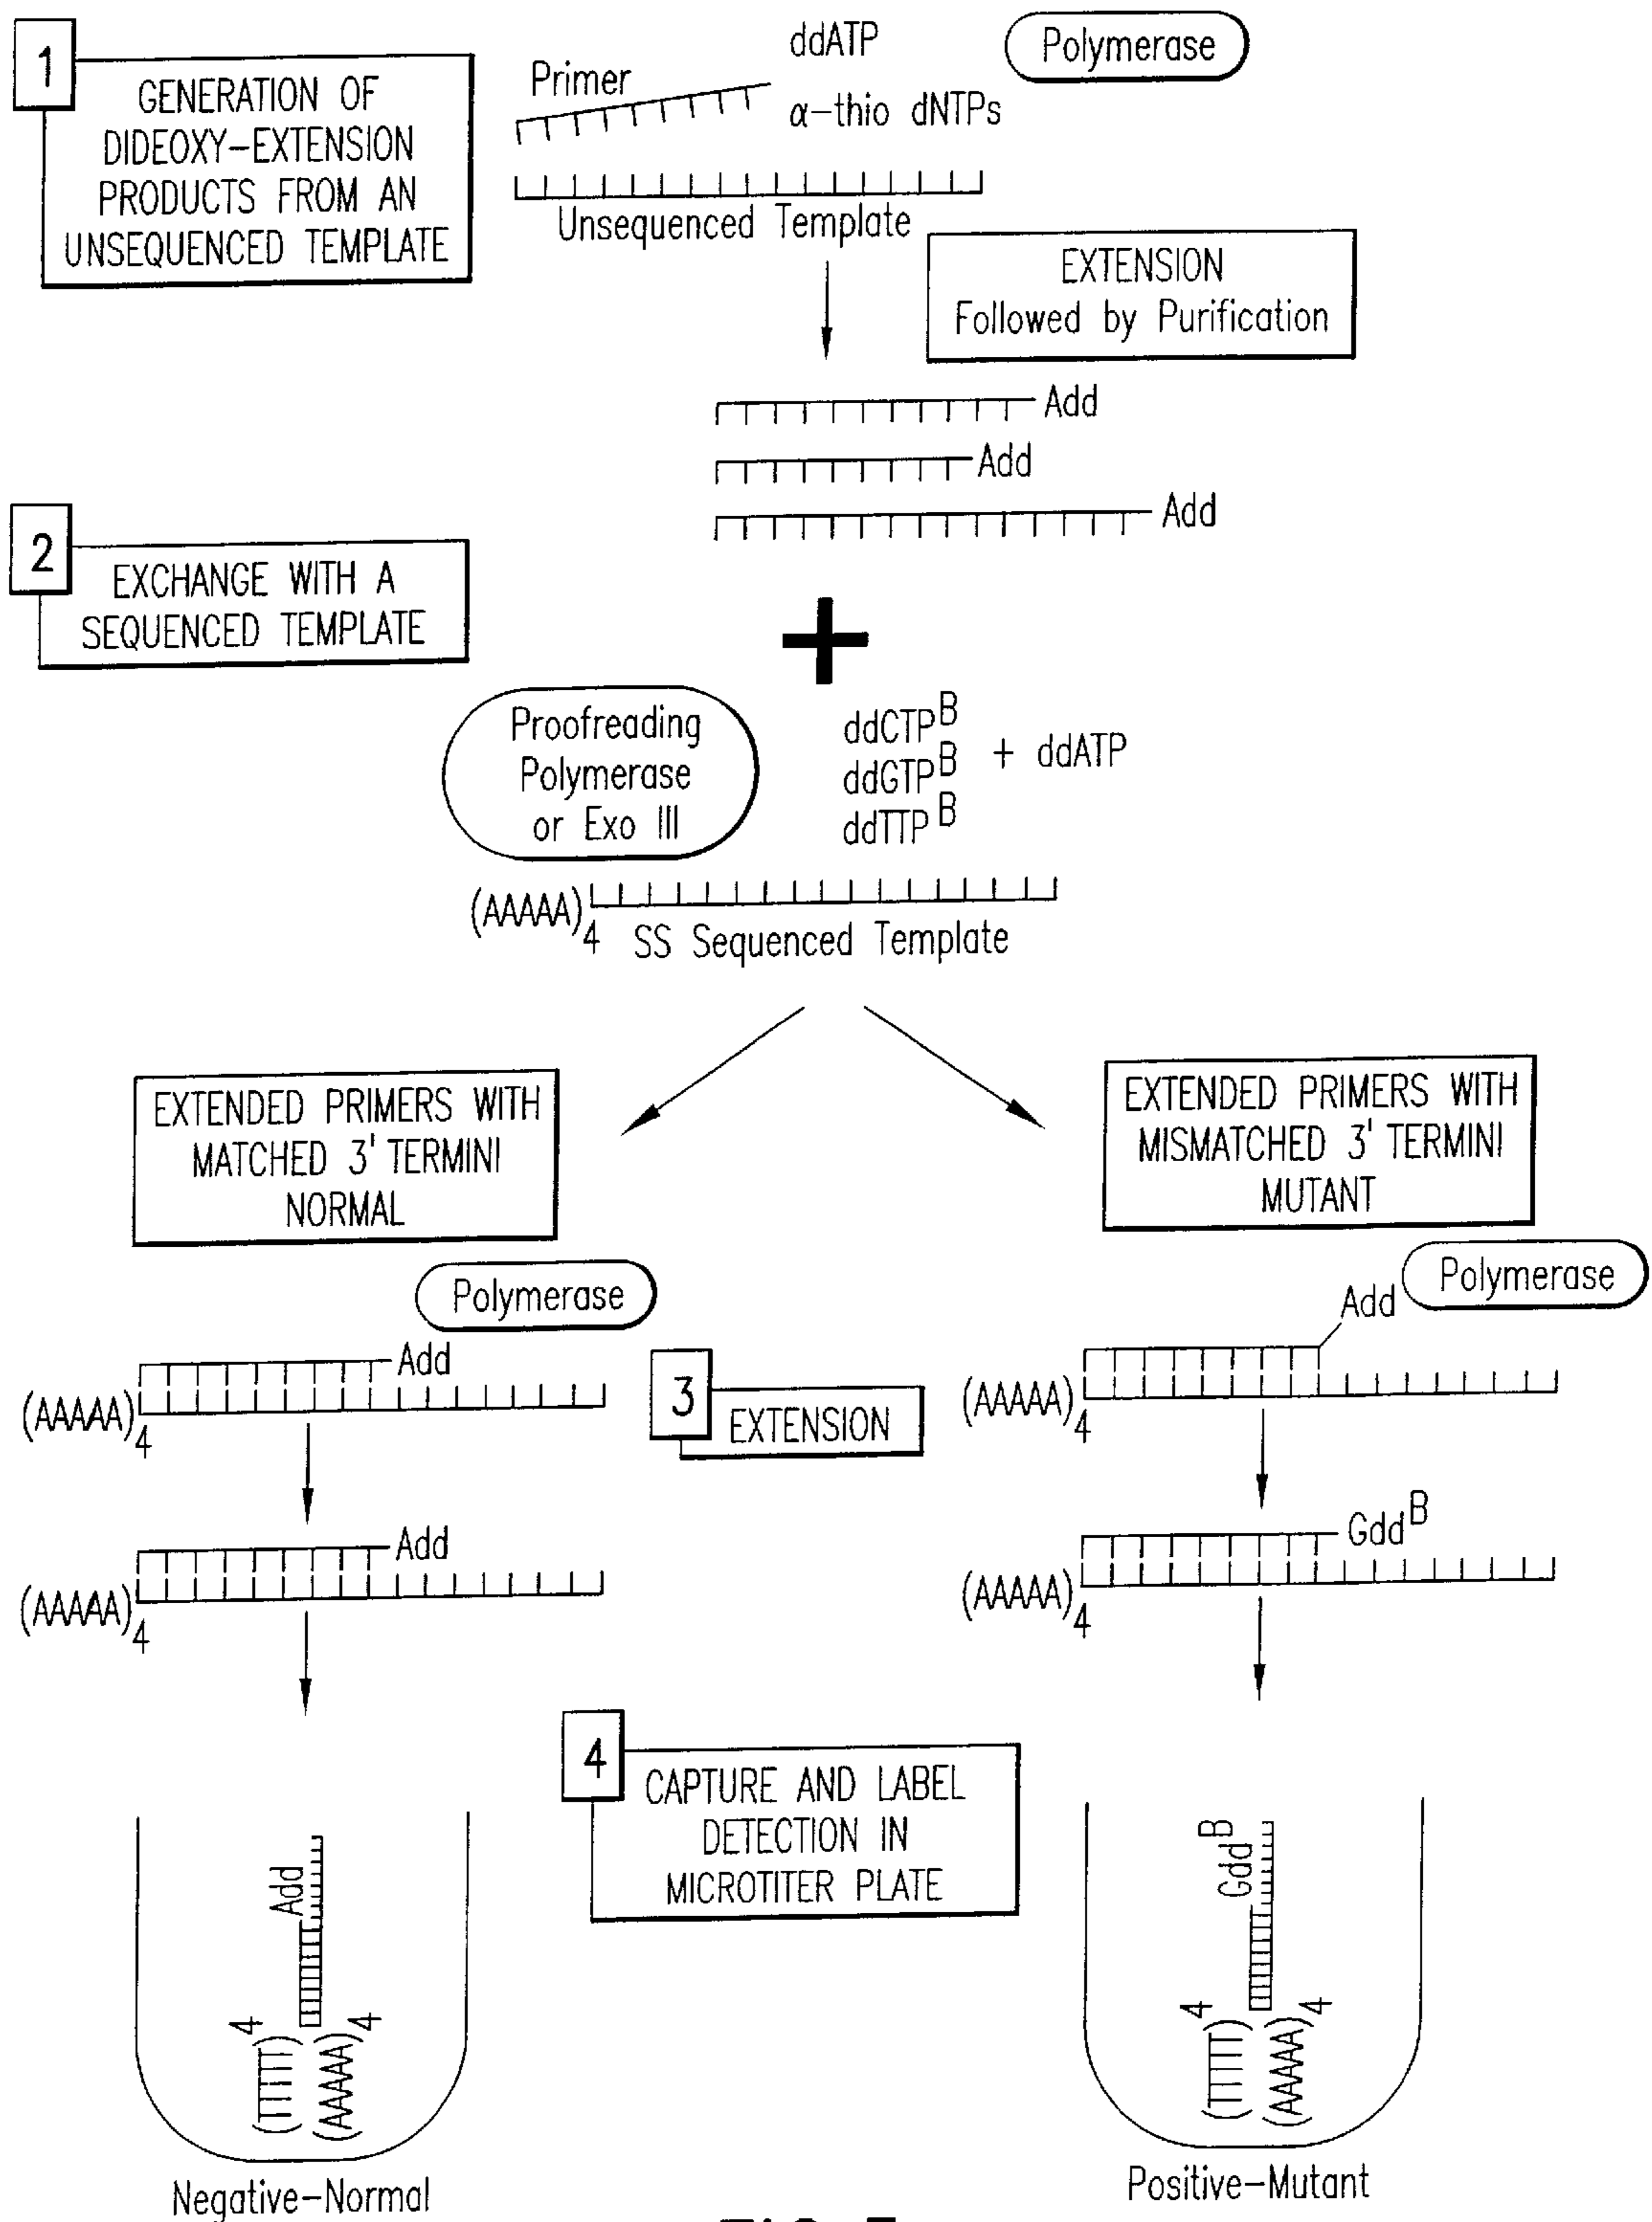 1
GENERATION OF
DIDEOXY-EXTENSION
PRODUCTS FROM AN
UNSEQUENCED TEMPLATE
Primer
ddATP
α-thio dNTPs
Polymerase
Unsequenced Template
EXTENSION
Followed by Purification
Add
Add
Add
2
EXCHANGE WITH A
SEQUENCED TEMPLATE
+
Proofreading
Polymerase
or Exo III
ddCTP^B
ddGTP^B + ddATP
ddTTP^B
(AAAAA)4
SS Sequenced Template
EXTENDED PRIMERS WITH
MATCHED 3' TERMINI
NORMAL
EXTENDED PRIMERS WITH
MISMATCHED 3' TERMINI
MUTANT
Polymerase
Add
(AAAAA)4
Polymerase
Add
(AAAAA)4
3
EXTENSION
Add
(AAAAA)4
Gdd^B
(AAAAA)4
4
CAPTURE AND LABEL
DETECTION IN
MICROTITER PLATE
Add
(TTTTT)4
(AAAAA)4
Negative-Normal
Gdd^B
(TTTTT)4
(AAAAA)4
Positive-Mutant